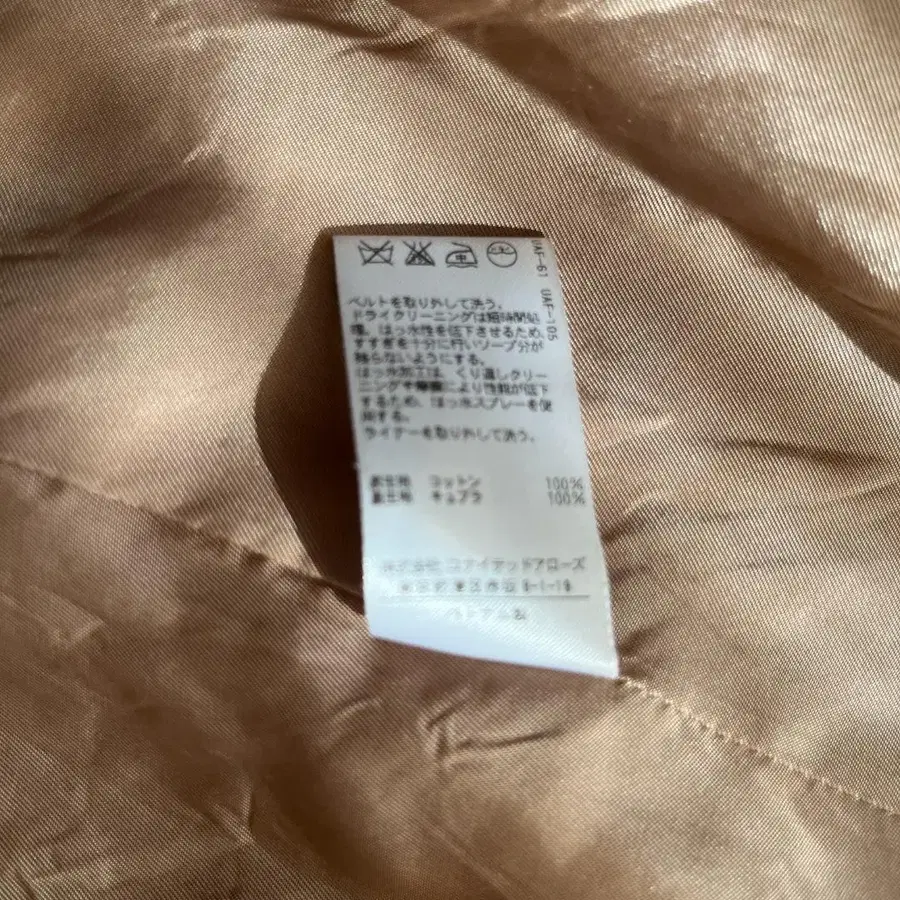 UAF-61 UAF-105
ベルトを取り外して洗う。
ドライクリーニングは短時間処
理。はっ水性を低下させるため、
すすぎを十分に行いソープ分が
残らないようにする。
はっ水加工は、くり返しクリー
ニングや摩擦により性能が低下
するため、はっ水スプレーを使
用する。
ライナーを取り外して洗う。
表生地 コットン 100%
裏生地 キュプラ 100%
株式会社 ユナイテッドアローズ